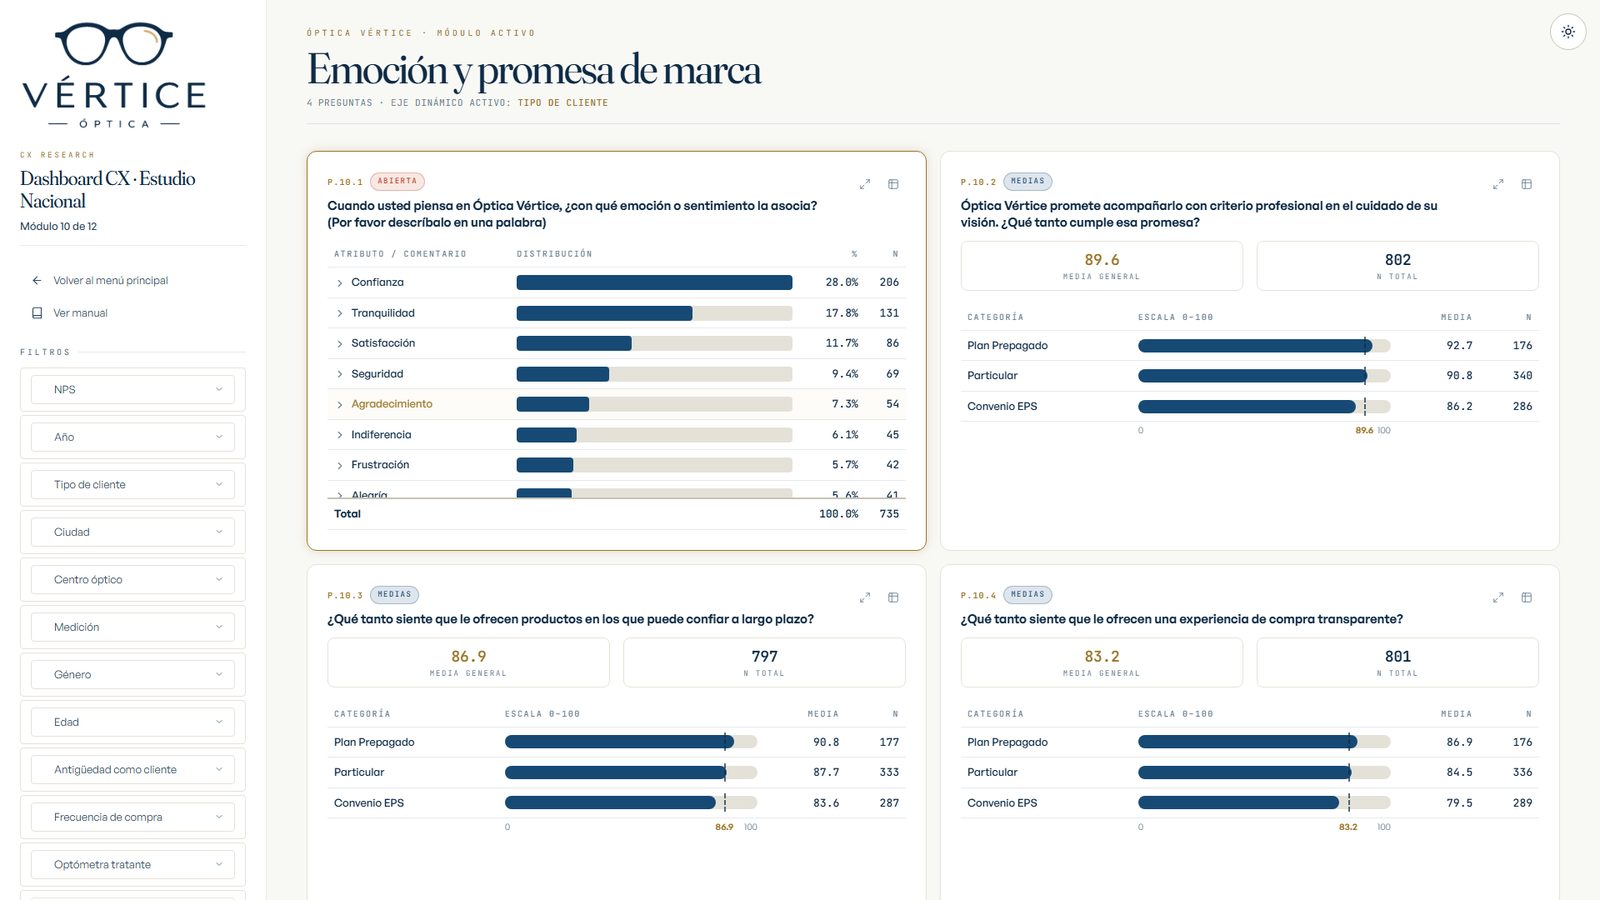 VÉRTICE
ÓPTICA
CX RESEARCH
Dashboard CX · Estudio
Nacional
Módulo 10 de 12
Volver al menú principal
Ver manual
FILTROS
NPS
Año
Tipo de cliente
Ciudad
Centro óptico
Medición
Género
Edad
Antigüedad como cliente
Frecuencia de compra
Optómetra tratante
ÓPTICA VÉRTICE · MÓDULO ACTIVO
Emoción y promesa de marca
4 PREGUNTAS · EJE DINÁMICO ACTIVO: TIPO DE CLIENTE
P.10.1 ABIERTA
Cuando usted piensa en Óptica Vértice, ¿con qué emoción o sentimiento la asocia?
(Por favor descríbalo en una palabra)
ATRIBUTO / COMENTARIO DISTRIBUCIÓN % N
Confianza 28.0% 206
Tranquilidad 17.8% 131
Satisfacción 11.7% 86
Seguridad 9.4% 69
Agradecimiento 7.3% 54
Indiferencia 6.1% 45
Frustración 5.7% 42
Alegría 5.6% 41
Total 100.0% 735
P.10.2 MEDIAS
Óptica Vértice promete acompañarlo con criterio profesional en el cuidado de su
visión. ¿Qué tanto cumple esa promesa?
89.6 802
MEDIA GENERAL N TOTAL
CATEGORÍA ESCALA 0–100 MEDIA N
Plan Prepagado 92.7 176
Particular 90.8 340
Convenio EPS 86.2 286
0 89.6 100
P.10.3 MEDIAS
¿Qué tanto siente que le ofrecen productos en los que puede confiar a largo plazo?
86.9 797
MEDIA GENERAL N TOTAL
CATEGORÍA ESCALA 0–100 MEDIA N
Plan Prepagado 90.8 177
Particular 87.7 333
Convenio EPS 83.6 287
0 86.9 100
P.10.4 MEDIAS
¿Qué tanto siente que le ofrecen una experiencia de compra transparente?
83.2 801
MEDIA GENERAL N TOTAL
CATEGORÍA ESCALA 0–100 MEDIA N
Plan Prepagado 86.9 176
Particular 84.5 336
Convenio EPS 79.5 289
0 83.2 100